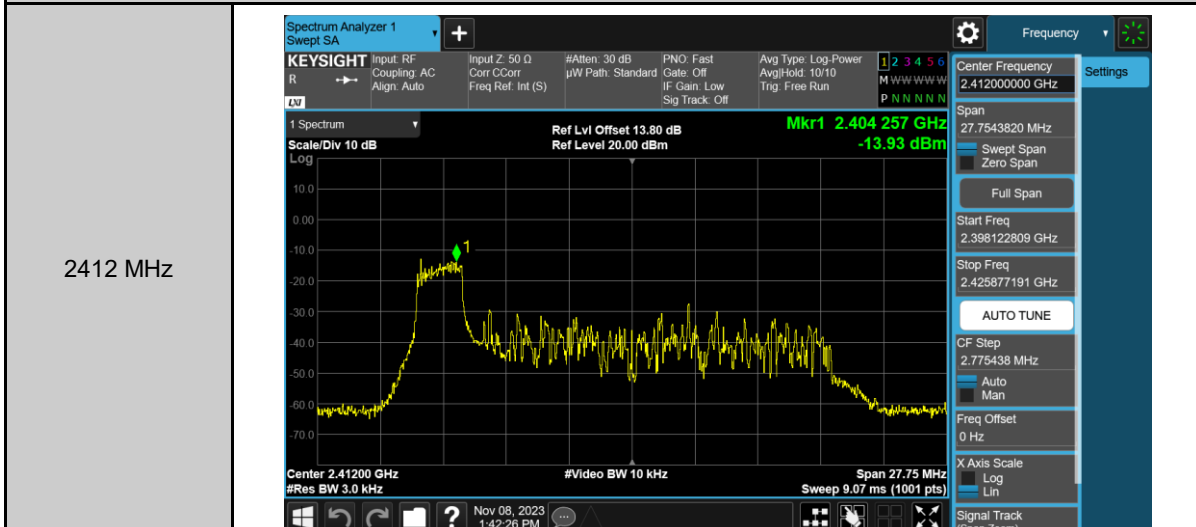 2412 MHz
Spectrum Analyzer 1
Swept SA
Frequency
KEYSIGHT
R
LXI
Input: RF
Coupling: AC
Align: Auto
Input Z: 50 Ω
Corr CCorr
Freq Ref: Int (S)
#Atten: 30 dB
µW Path: Standard
PNO: Fast
Gate: Off
IF Gain: Low
Sig Track: Off
Avg Type: Log-Power
Avg|Hold: 10/10
Trig: Free Run
1 2 3 4 5 6
M W W W W W
P N N N N N
1 Spectrum
Scale/Div 10 dB
Log
Ref Lvl Offset 13.80 dB
Ref Level 20.00 dBm
Mkr1 2.404 257 GHz
-13.93 dBm
10.0
0.00
-10.0
-20.0
-30.0
-40.0
-50.0
-60.0
-70.0
1
Center 2.41200 GHz
#Res BW 3.0 kHz
#Video BW 10 kHz
Span 27.75 MHz
Sweep 9.07 ms (1001 pts)
Nov 08, 2023
1:42:26 PM
Center Frequency
2.412000000 GHz
Settings
Span
27.7543820 MHz
Swept Span
Zero Span
Full Span
Start Freq
2.398122809 GHz
Stop Freq
2.425877191 GHz
AUTO TUNE
CF Step
2.775438 MHz
Auto
Man
Freq Offset
0 Hz
X Axis Scale
Log
Lin
Signal Track